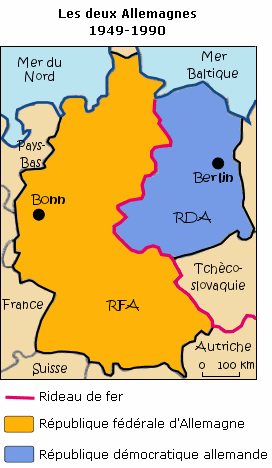 Les deux Allemagnes
1949-1990
Mer du
Nord
Mer
Baltique
Pays-
Bas
Berlin
Bonn
RDA
Tchèco-
slovaquie
France
RFA
Autriche
Suisse
0 100 km
Rideau de fer
République fédérale d'Allemagne
République démocratique allemande